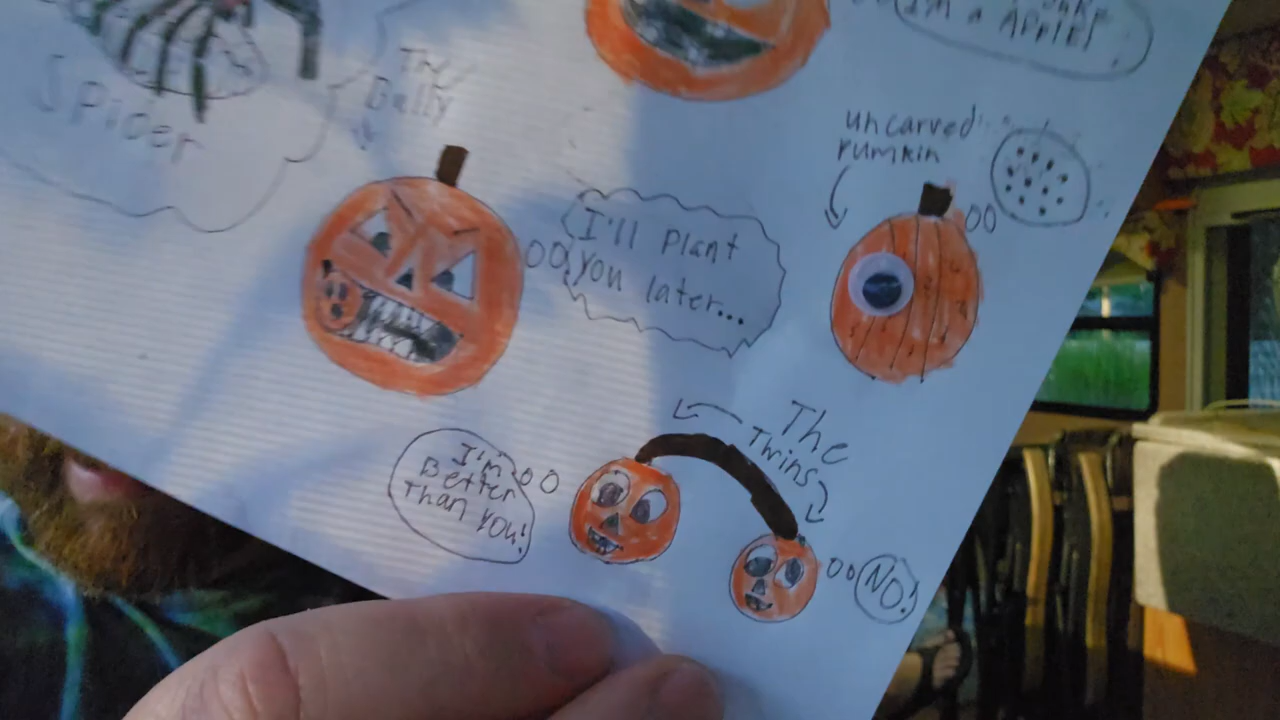 I'm a APPle!
Spider
The
Bully
uncarved
Pumkin
I'll Plant
You later...
The
Twins
I'm
Better
Than You!
NO!